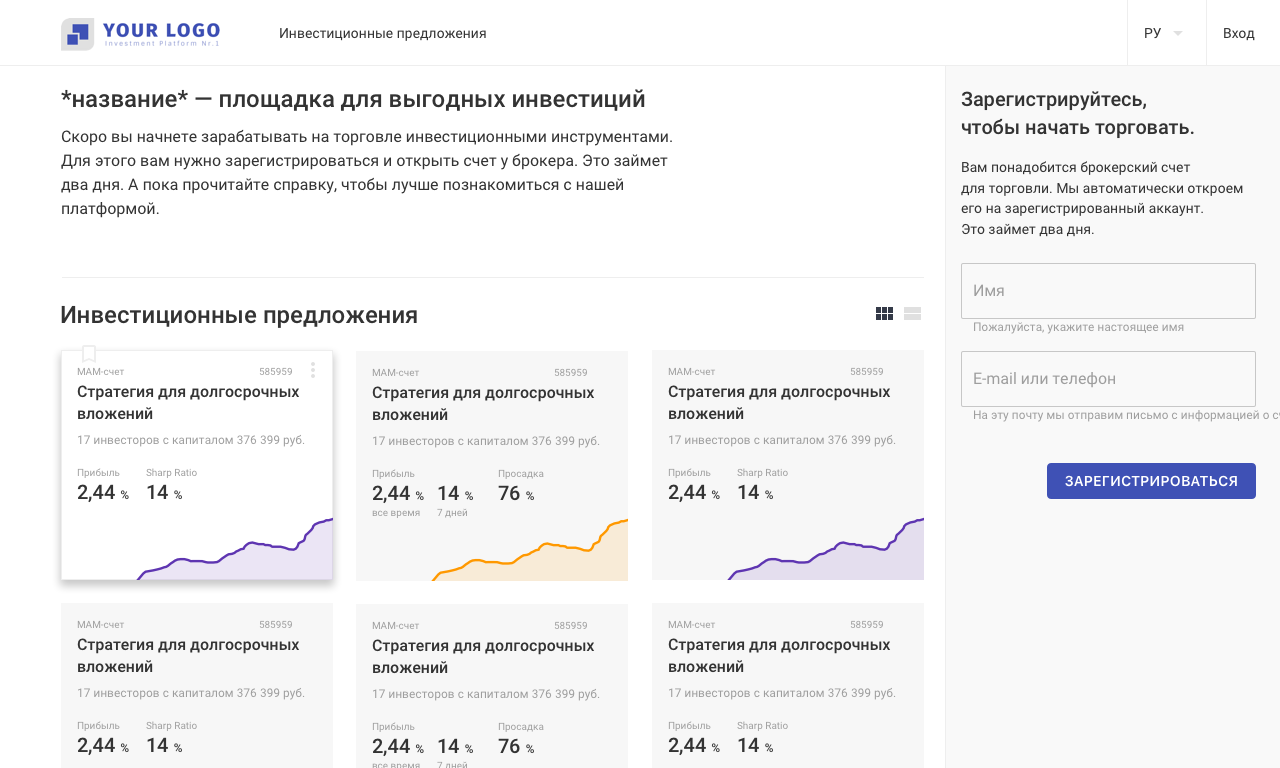 YOUR LOGO
Investment Platform Nr.1
Инвестиционные предложения
РУ
Вход
*название* — площадка для выгодных инвестиций
Скоро вы начнете зарабатывать на торговле инвестиционными инструментами.
Для этого вам нужно зарегистрироваться и открыть счет у брокера. Это займет
два дня. А пока прочитайте справку, чтобы лучше познакомиться с нашей
платформой.
Инвестиционные предложения
МАМ-счет 585959
Стратегия для долгосрочных
вложений
17 инвесторов с капиталом 376 399 руб.
Прибыль Sharp Ratio
2,44 % 14 %
МАМ-счет 585959
Стратегия для долгосрочных
вложений
17 инвесторов с капиталом 376 399 руб.
Прибыль Просадка
2,44 % 14 % 76 %
все время 7 дней
МАМ-счет 585959
Стратегия для долгосрочных
вложений
17 инвесторов с капиталом 376 399 руб.
Прибыль Sharp Ratio
2,44 % 14 %
МАМ-счет 585959
Стратегия для долгосрочных
вложений
17 инвесторов с капиталом 376 399 руб.
Прибыль Sharp Ratio
2,44 % 14 %
МАМ-счет 585959
Стратегия для долгосрочных
вложений
17 инвесторов с капиталом 376 399 руб.
Прибыль Просадка
2,44 % 14 % 76 %
все время 7 дней
МАМ-счет 585959
Стратегия для долгосрочных
вложений
17 инвесторов с капиталом 376 399 руб.
Прибыль Sharp Ratio
2,44 % 14 %
Зарегистрируйтесь,
чтобы начать торговать.
Вам понадобится брокерский счет
для торговли. Мы автоматически откроем
его на зарегистрированный аккаунт.
Это займет два дня.
Имя
Пожалуйста, укажите настоящее имя
E-mail или телефон
На эту почту мы отправим письмо с информацией о
ЗАРЕГИСТРИРОВАТЬСЯ